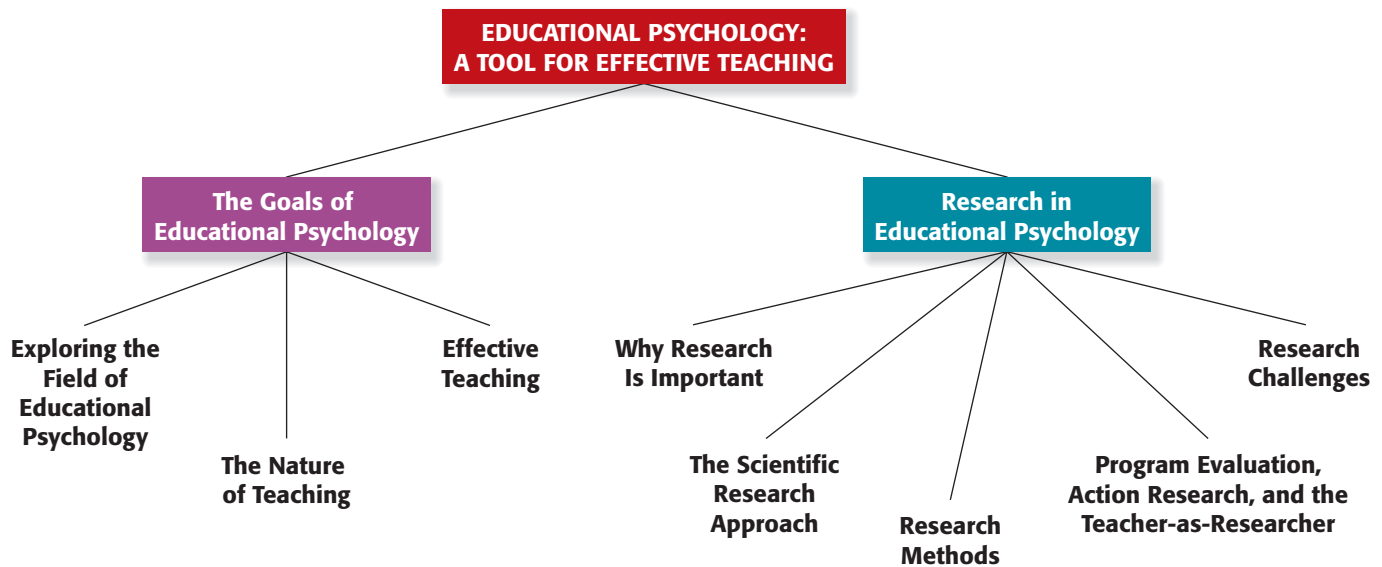 EDUCATIONAL PSYCHOLOGY:
A TOOL FOR EFFECTIVE TEACHING
The Goals of
Educational Psychology
Research in
Educational Psychology
Exploring the
Field of
Educational
Psychology
The Nature
of Teaching
Effective
Teaching
Why Research
Is Important
The Scientific
Research
Approach
Research
Methods
Program Evaluation,
Action Research, and the
Teacher-as-Researcher
Research
Challenges